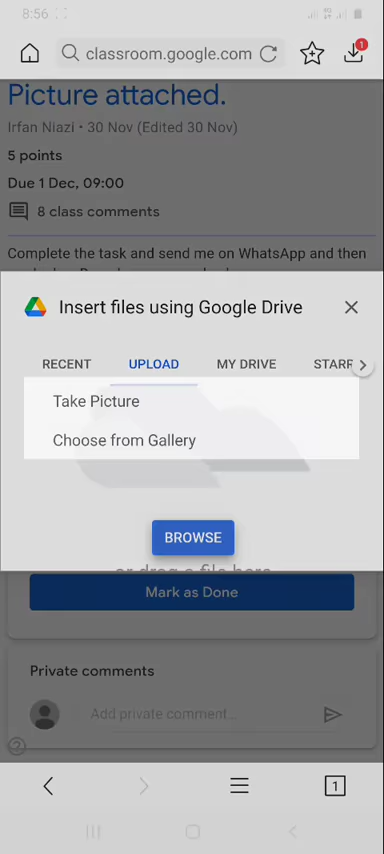 8:56
classroom.google.com
1
Picture attached.
Irfan Niazi • 30 Nov (Edited 30 Nov)
5 points
Due 1 Dec, 09:00
8 class comments
Complete the task and send me on WhatsApp and then
Insert files using Google Drive
RECENT UPLOAD MY DRIVE STARR
Take Picture
Choose from Gallery
BROWSE
or drag a file here
Mark as Done
Private comments
Add private comment...
1